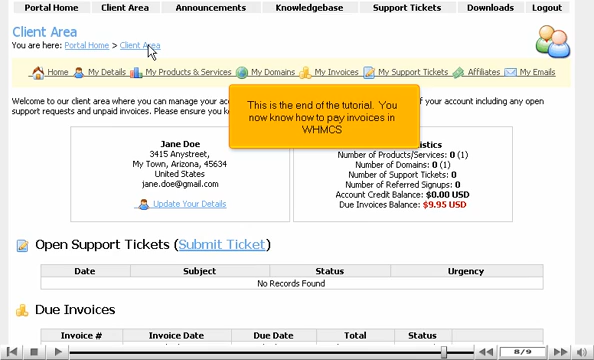 Portal Home Client Area Announcements Knowledgebase Support Tickets Downloads Logout
Client Area
You are here: Portal Home > Client Area
Home My Details My Products & Services My Domains My Invoices My Support Tickets Affiliates My Emails
Welcome to our client area where you can manage your acc of your account including any open
support requests and unpaid invoices. Please ensure you k
This is the end of the tutorial. You
now know how to pay invoices in
WHMCS
Jane Doe
3415 Anystreet,
My Town, Arizona, 45634
United States
jane.doe@gmail.com
Update Your Details
istics
Number of Products/Services: 0 (1)
Number of Domains: 0 (1)
Number of Support Tickets: 0
Number of Referred Signups: 0
Account Credit Balance: $0.00 USD
Due Invoices Balance: $9.95 USD
Open Support Tickets (Submit Ticket)
Date Subject Status Urgency
No Records Found
Due Invoices
Invoice # Invoice Date Due Date Total Status
8/9